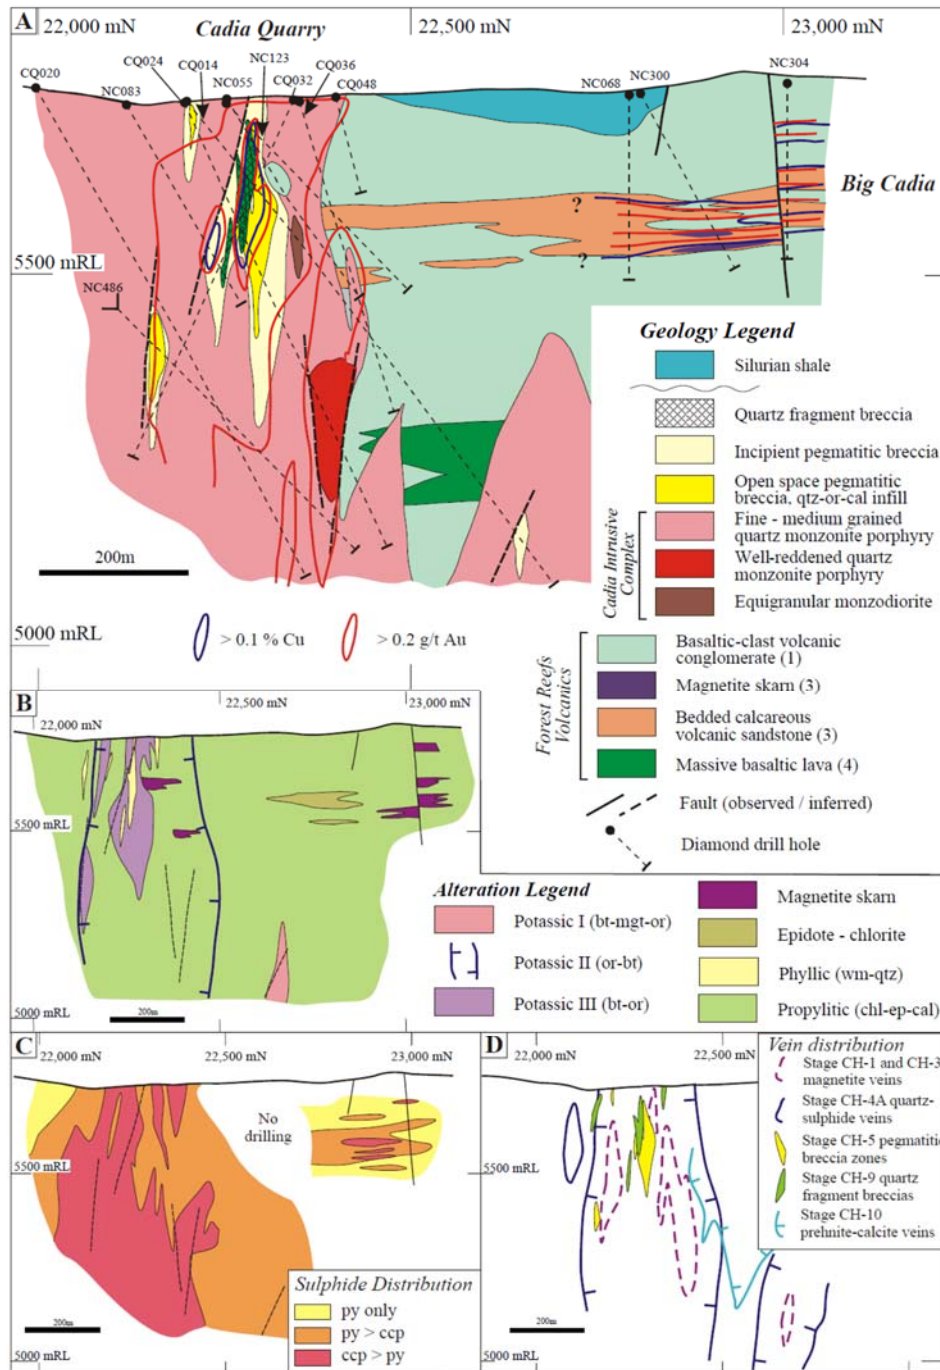 A
22,000 mN
Cadia Quarry
22,500 mN
23,000 mN
CQ020
NC083
CQ024
CQ014
NC055
NC123
CQ032
CQ036
CQ048
NC068
NC300
NC304
Big Cadia
?
?
5500 mRL
NC486
200m
5000 mRL
> 0.1 % Cu
> 0.2 g/t Au
Geology Legend
Silurian shale
Quartz fragment breccia
Incipient pegmatitic breccia
Open space pegmatitic
breccia, qtz-or-cal infill
Cadia Intrusive
Complex
Fine - medium grained
quartz monzonite porphyry
Well-reddened quartz
monzonite porphyry
Equigranular monzodiorite
Forest Reefs
Volcanics
Basaltic-clast volcanic
conglomerate (1)
Magnetite skarn (3)
Bedded calcareous
volcanic sandstone (3)
Massive basaltic lava (4)
Fault (observed / inferred)
Diamond drill hole
B
22,000 mN
22,500 mN
23,000 mN
5500 mRL
5000 mRL
200m
Alteration Legend
Potassic I (bt-mgt-or)
Potassic II (or-bt)
Potassic III (bt-or)
Magnetite skarn
Epidote - chlorite
Phyllic (wm-qtz)
Propylitic (chl-ep-cal)
C
22,000 mN
22,500 mN
23,000 mN
No
drilling
5500 mRL
200m
5000 mRL
Sulphide Distribution
py only
py > ccp
ccp > py
D
22,000 mN
22,500 mN
5500 mRL
200m
5000 mRL
Vein distribution
Stage CH-1 and CH-3
magnetite veins
Stage CH-4A quartz-
sulphide veins
Stage CH-5 pegmatitic
breccia zones
Stage CH-9 quartz
fragment breccias
Stage CH-10
prehnite-calcite veins